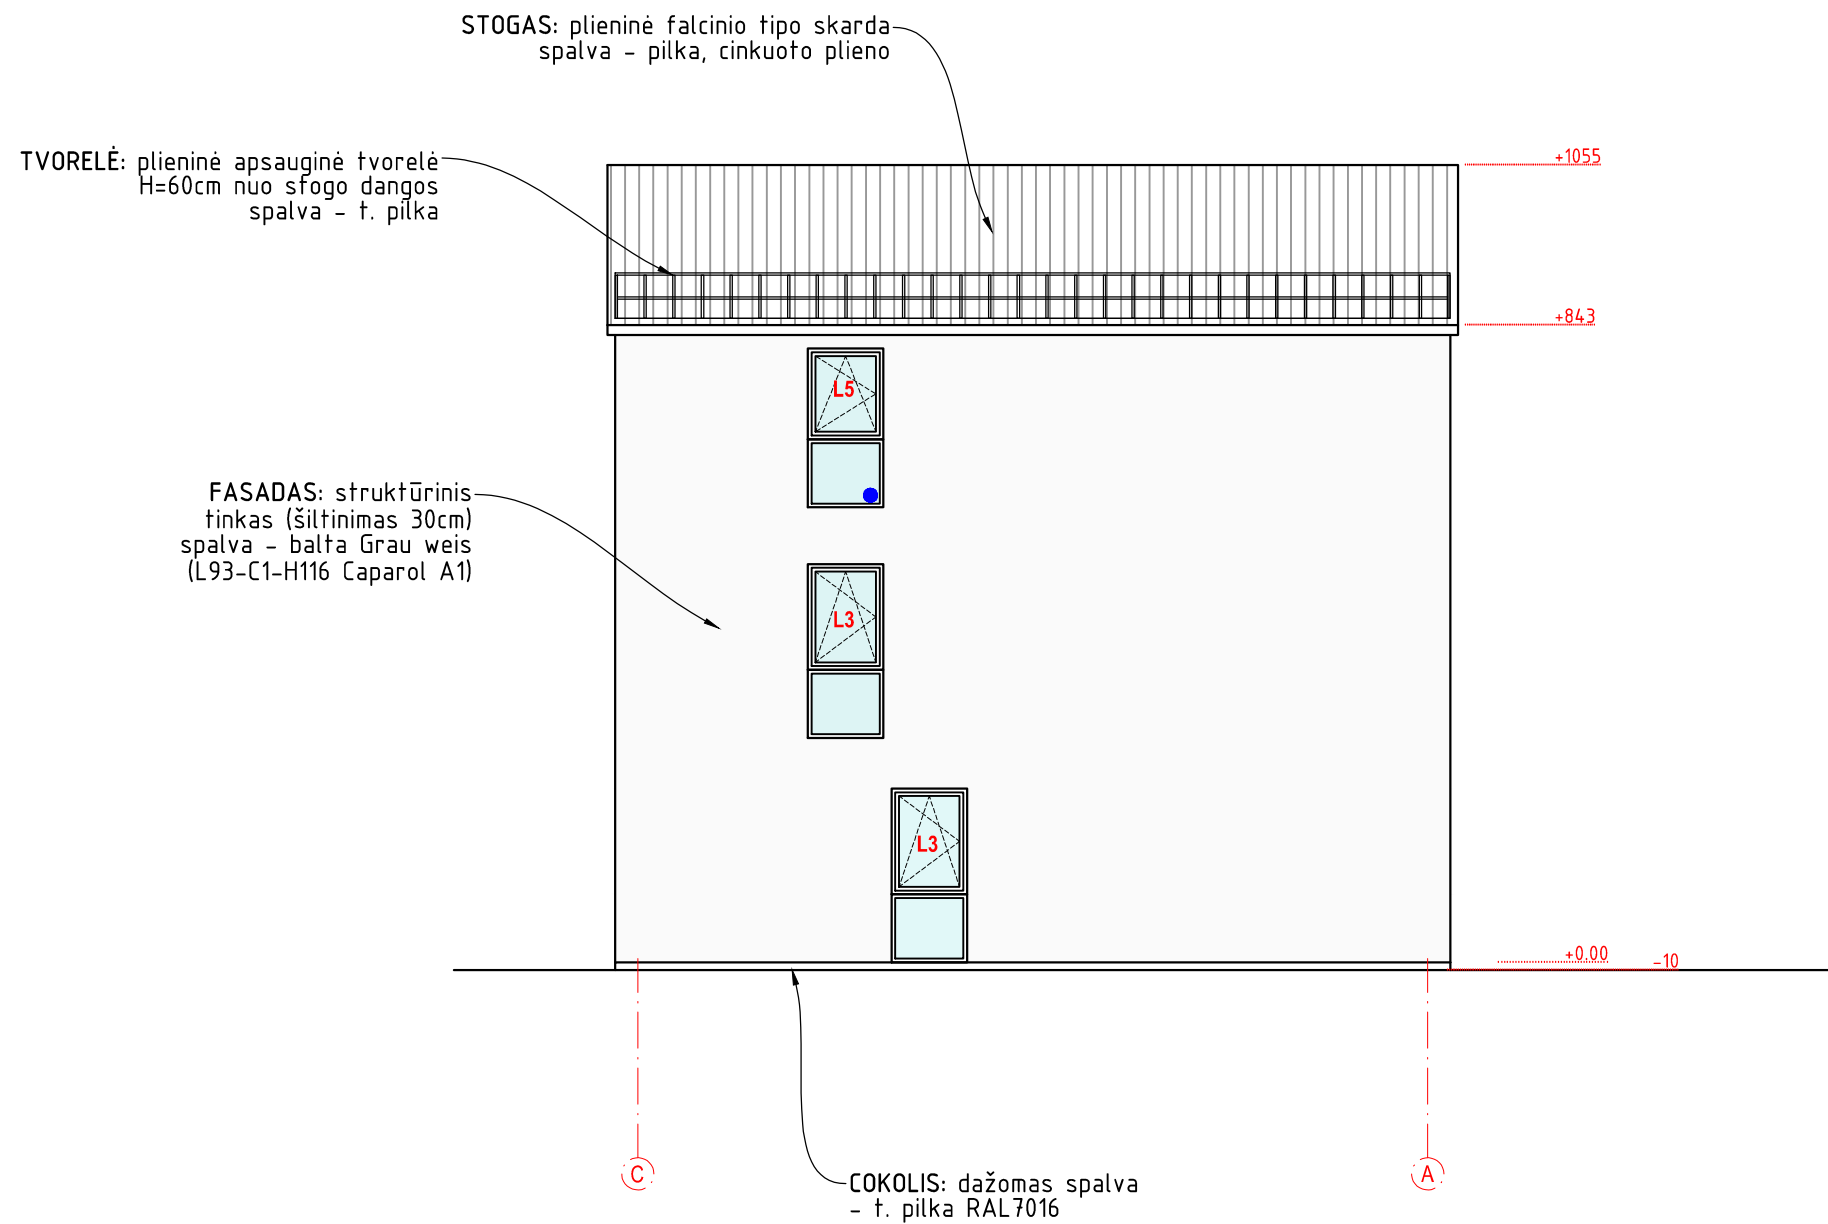 STOGAS: plieninė falcinio tipo skarda
spalva - pilka, cinkuoto plieno
TVORELĖ: plieninė apsauginė tvorelė
H=60cm nuo stogo dangos
spalva - t. pilka
+1055
+843
L5
FASADAS: struktūrinis
tinkas (šiltinimas 30cm)
spalva - balta Grau weis
(L93-C1-H116 Caparol A1)
L3
L3
+0.00
-10
C
A
COKOLIS: dažomas spalva
- t. pilka RAL7016